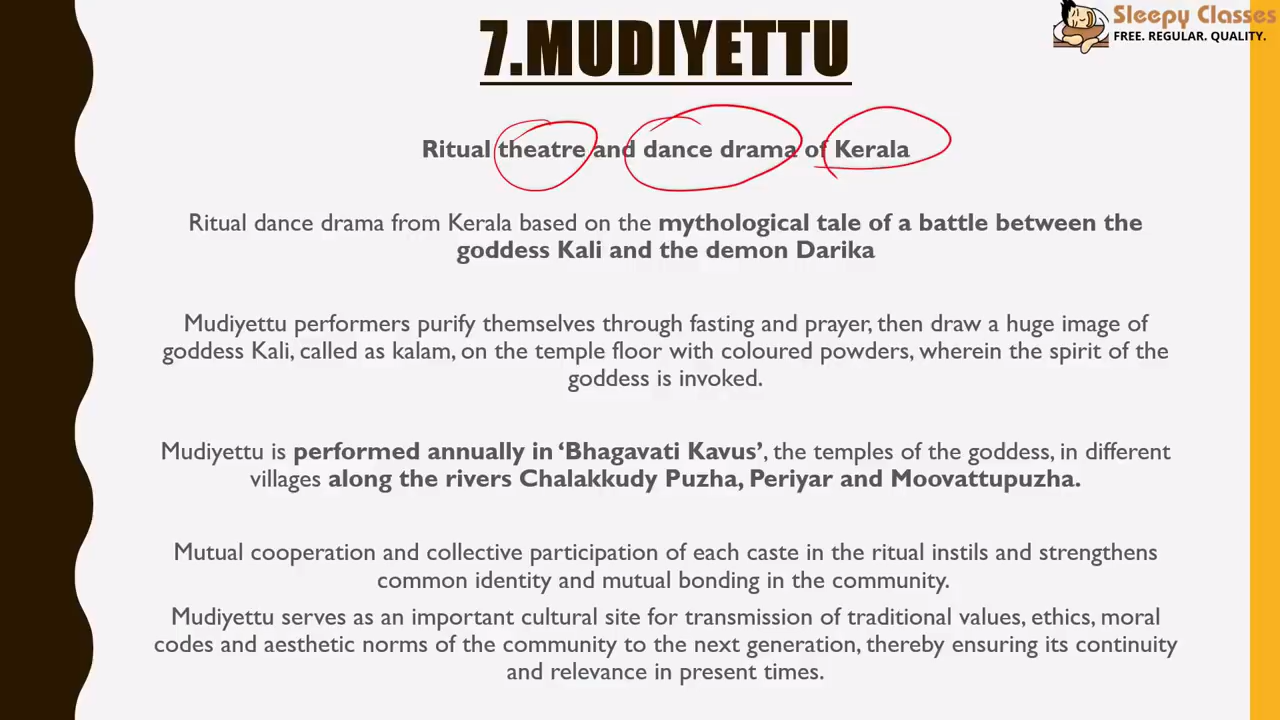 Sleepy Classes
FREE. REGULAR. QUALITY.
7.MUDIYETTU
Ritual theatre and dance drama of Kerala
Ritual dance drama from Kerala based on the mythological tale of a battle between the
goddess Kali and the demon Darika
Mudiyettu performers purify themselves through fasting and prayer, then draw a huge image of
goddess Kali, called as kalam, on the temple floor with coloured powders, wherein the spirit of the
goddess is invoked.
Mudiyettu is performed annually in ‘Bhagavati Kavus’, the temples of the goddess, in different
villages along the rivers Chalakkudy Puzha, Periyar and Moovattupuzha.
Mutual cooperation and collective participation of each caste in the ritual instils and strengthens
common identity and mutual bonding in the community.
Mudiyettu serves as an important cultural site for transmission of traditional values, ethics, moral
codes and aesthetic norms of the community to the next generation, thereby ensuring its continuity
and relevance in present times.